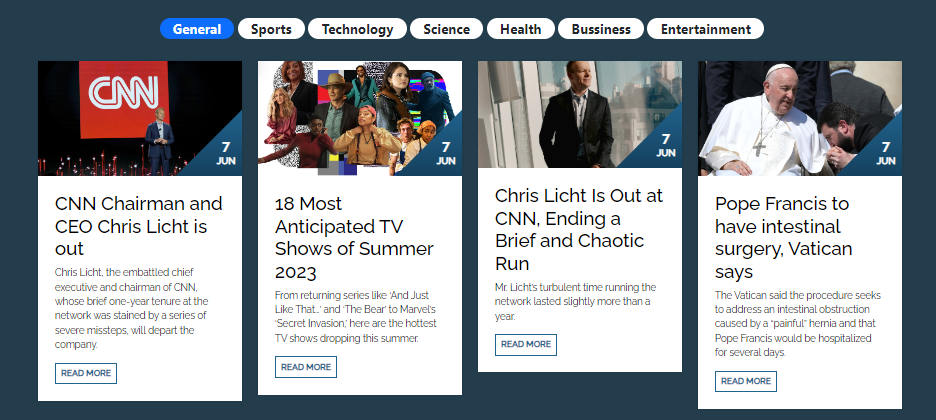 General Sports Technology Science Health Bussiness Entertainment
CNN
7
JUN
CNN Chairman and
CEO Chris Licht is
out
Chris Licht, the embattled chief
executive and chairman of CNN,
whose brief one-year tenure at the
network was stained by a series of
severe missteps, will depart the
company.
READ MORE
7
JUN
18 Most
Anticipated TV
Shows of Summer
2023
From returning series like ‘And Just
Like That…’ and ‘The Bear’ to Marvel’s
‘Secret Invasion,’ here are the hottest
TV shows dropping this summer.
READ MORE
7
JUN
Chris Licht Is Out at
CNN, Ending a
Brief and Chaotic
Run
Mr. Licht’s turbulent time running the
network lasted slightly more than a
year.
READ MORE
7
JUN
Pope Francis to
have intestinal
surgery, Vatican
says
The Vatican said the procedure seeks
to address an intestinal obstruction
caused by a "painful" hernia and that
Pope Francis would be hospitalized
for several days.
READ MORE